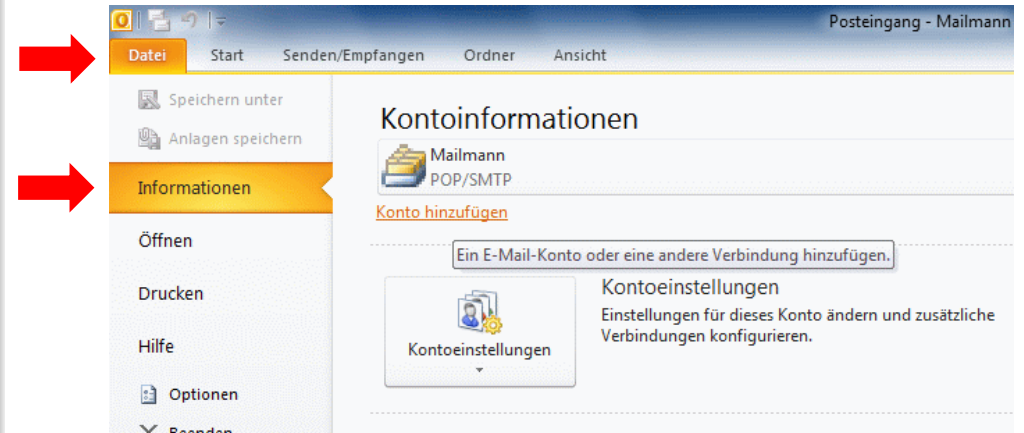 Posteingang - Mailmann
Datei Start Senden/Empfangen Ordner Ansicht
Speichern unter
Anlagen speichern
Informationen
Öffnen
Drucken
Hilfe
Optionen
Beenden
Kontoinformationen
Mailmann
POP/SMTP
Konto hinzufügen
Ein E-Mail-Konto oder eine andere Verbindung hinzufügen.
Kontoeinstellungen
Kontoeinstellungen
Einstellungen für dieses Konto ändern und zusätzliche
Verbindungen konfigurieren.